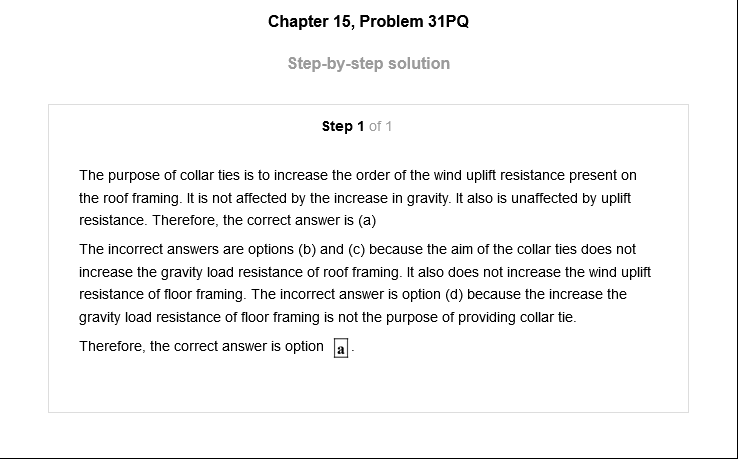 Chapter 15, Problem 31PQ
Step-by-step solution
Step 1 of 1
The purpose of collar ties is to increase the order of the wind uplift resistance present on
the roof framing. It is not affected by the increase in gravity. It also is unaffected by uplift
resistance. Therefore, the correct answer is (a)
The incorrect answers are options (b) and (c) because the aim of the collar ties does not
increase the gravity load resistance of roof framing. It also does not increase the wind uplift
resistance of floor framing. The incorrect answer is option (d) because the increase the
gravity load resistance of floor framing is not the purpose of providing collar tie.
Therefore, the correct answer is option a .